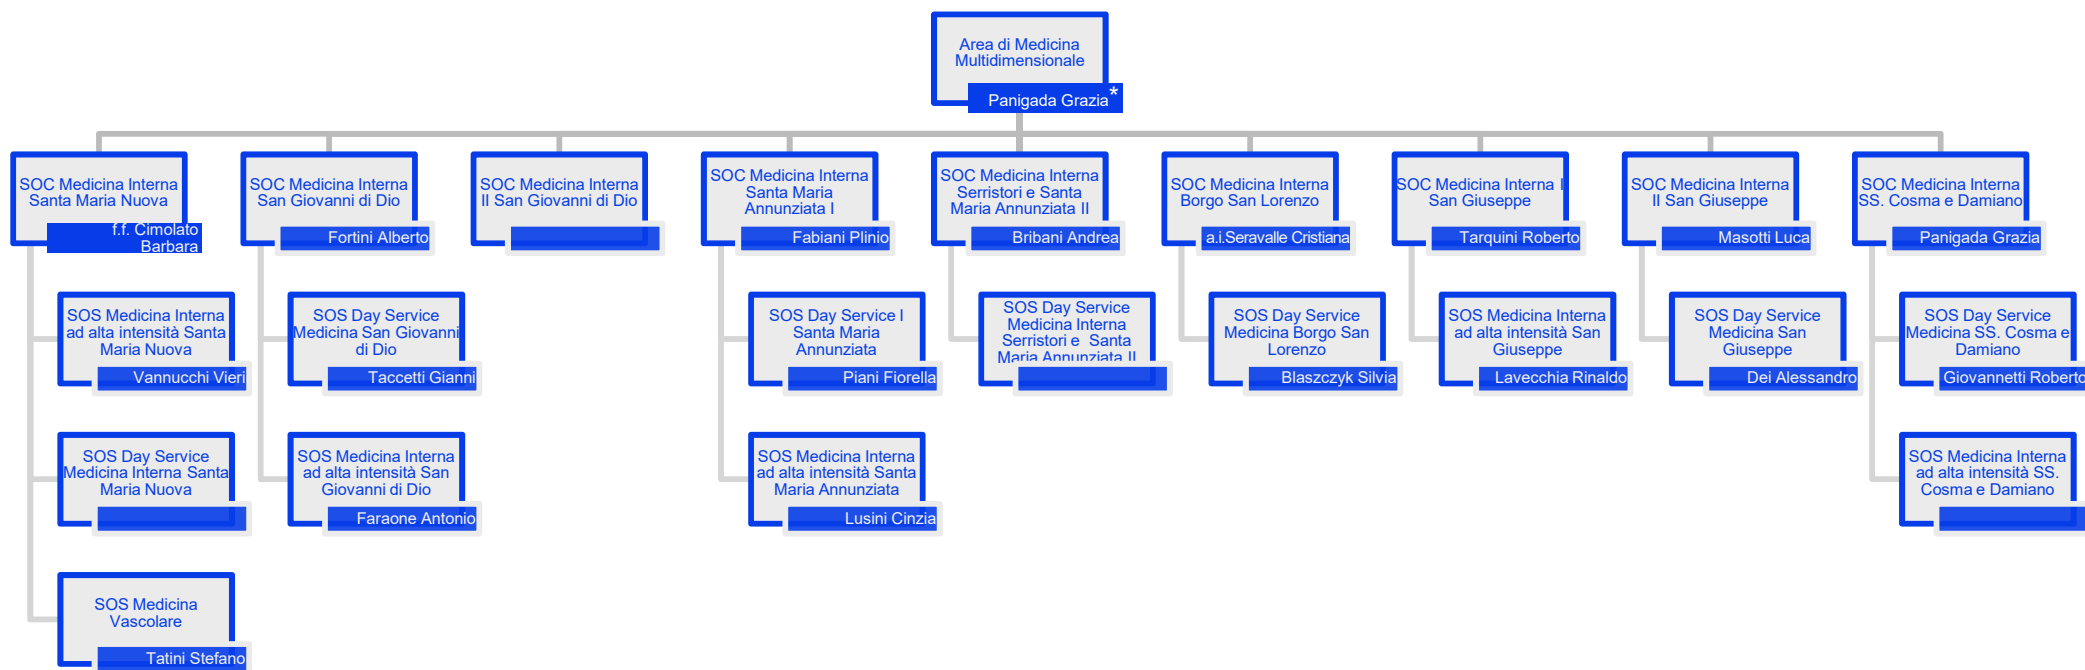 Area di Medicina
Multidimensionale
Panigada Grazia*
SOC Medicina Interna
Santa Maria Nuova
f.f. Cimolato
Barbara
SOC Medicina Interna
San Giovanni di Dio
Fortini Alberto
SOC Medicina Interna
II San Giovanni di Dio
SOC Medicina Interna
Santa Maria
Annunziata I
Fabiani Plinio
SOC Medicina Interna
Serristori e Santa
Maria Annunziata II
Bribani Andrea
SOC Medicina Interna
Borgo San Lorenzo
a.i.Seravalle Cristiana
SOC Medicina Interna I
San Giuseppe
Tarquini Roberto
SOC Medicina Interna
II San Giuseppe
Masotti Luca
SOC Medicina Interna
SS. Cosma e Damiano
Panigada Grazia
SOS Medicina Interna
ad alta intensità Santa
Maria Nuova
Vannucchi Vieri
SOS Day Service
Medicina San Giovanni
di Dio
Taccetti Gianni
SOS Day Service I
Santa Maria
Annunziata
Piani Fiorella
SOS Day Service
Medicina Interna
Serristori e Santa
Maria Annunziata II
SOS Day Service
Medicina Borgo San
Lorenzo
Blaszczyk Silvia
SOS Medicina Interna
ad alta intensità San
Giuseppe
Lavecchia Rinaldo
SOS Day Service
Medicina San
Giuseppe
Dei Alessandro
SOS Day Service
Medicina SS. Cosma e
Damiano
Giovannetti Roberto
SOS Day Service
Medicina Interna Santa
Maria Nuova
SOS Medicina Interna
ad alta intensità San
Giovanni di Dio
Faraone Antonio
SOS Medicina Interna
ad alta intensità Santa
Maria Annunziata
Lusini Cinzia
SOS Medicina Interna
ad alta intensità SS.
Cosma e Damiano
SOS Medicina
Vascolare
Tatini Stefano